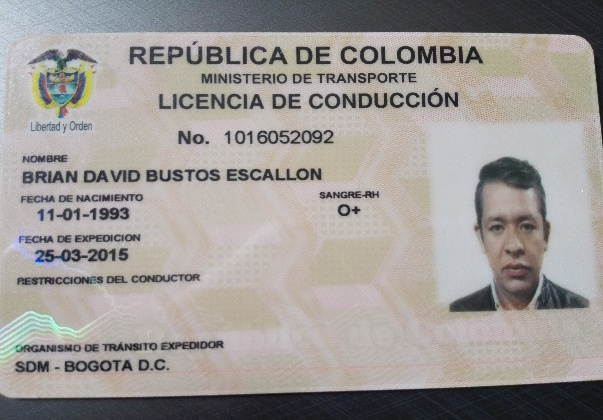 REPÚBLICA DE COLOMBIA
MINISTERIO DE TRANSPORTE
LICENCIA DE CONDUCCIÓN
Libertad y Orden
No. 1016052092
NOMBRE
BRIAN DAVID BUSTOS ESCALLON
FECHA DE NACIMIENTO SANGRE-RH
11-01-1993 O+
FECHA DE EXPEDICION
25-03-2015
RESTRICCIONES DEL CONDUCTOR
ORGANISMO DE TRÁNSITO EXPEDIDOR
SDM - BOGOTA D.C.